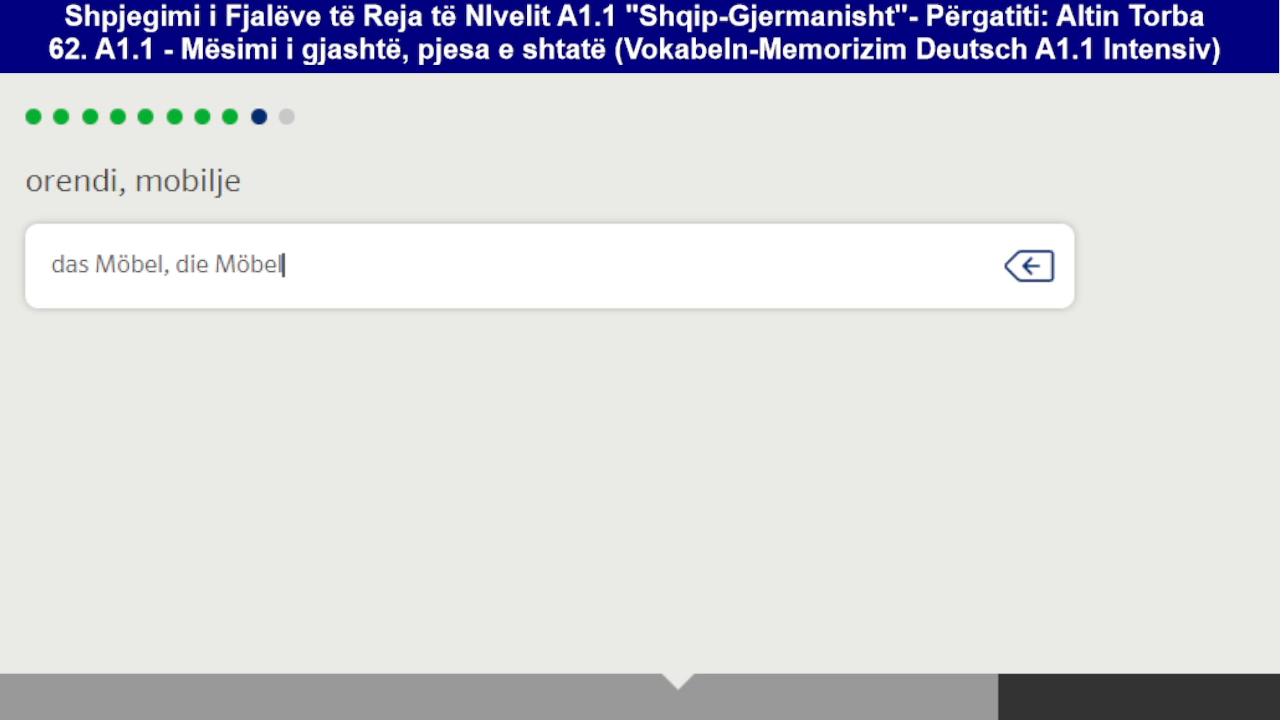 Shpjegimi i Fjalëve të Reja të NIvelit A1.1 "Shqip-Gjermanisht"- Përgatiti: Altin Torba
62. A1.1 - Mësimi i gjashtë, pjesa e shtatë (Vokabeln-Memorizim Deutsch A1.1 Intensiv)
orendi, mobilje
das Möbel, die Möbel